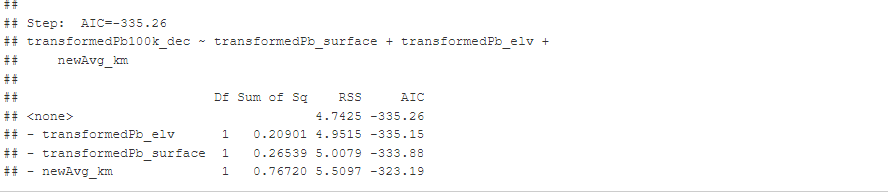 ##
## Step:  AIC=-335.26
## transformedPb100k_dec ~ transformedPb_surface + transformedPb_elv +
##     newAvg_km
##
##                         Df Sum of Sq    RSS     AIC
## <none>                               4.7425 -335.26
## - transformedPb_elv      1   0.20901 4.9515 -335.15
## - transformedPb_surface  1   0.26539 5.0079 -333.88
## - newAvg_km              1   0.76720 5.5097 -323.19